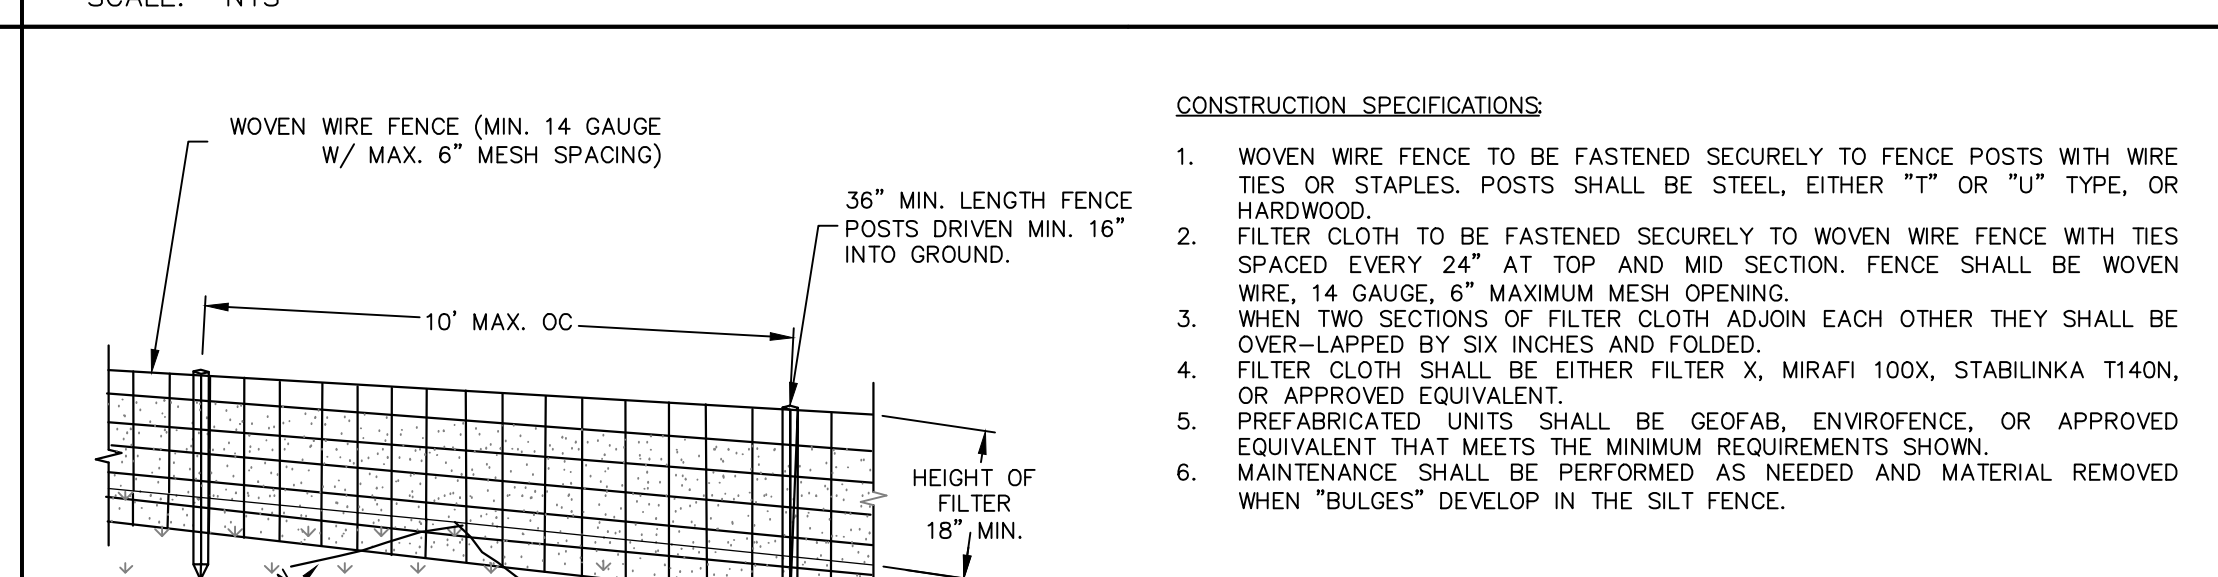 SCALE: NTS
WOVEN WIRE FENCE (MIN. 14 GAUGE
W/ MAX. 6" MESH SPACING)
36" MIN. LENGTH FENCE
POSTS DRIVEN MIN. 16"
INTO GROUND.
10' MAX. OC
HEIGHT OF
FILTER
18" MIN.
CONSTRUCTION SPECIFICATIONS:
1. WOVEN WIRE FENCE TO BE FASTENED SECURELY TO FENCE POSTS WITH WIRE
TIES OR STAPLES. POSTS SHALL BE STEEL, EITHER "T" OR "U" TYPE, OR
HARDWOOD.
2. FILTER CLOTH TO BE FASTENED SECURELY TO WOVEN WIRE FENCE WITH TIES
SPACED EVERY 24" AT TOP AND MID SECTION. FENCE SHALL BE WOVEN
WIRE, 14 GAUGE, 6" MAXIMUM MESH OPENING.
3. WHEN TWO SECTIONS OF FILTER CLOTH ADJOIN EACH OTHER THEY SHALL BE
OVER-LAPPED BY SIX INCHES AND FOLDED.
4. FILTER CLOTH SHALL BE EITHER FILTER X, MIRAFI 100X, STABILINKA T140N,
OR APPROVED EQUIVALENT.
5. PREFABRICATED UNITS SHALL BE GEOFAB, ENVIROFENCE, OR APPROVED
EQUIVALENT THAT MEETS THE MINIMUM REQUIREMENTS SHOWN.
6. MAINTENANCE SHALL BE PERFORMED AS NEEDED AND MATERIAL REMOVED
WHEN "BULGES" DEVELOP IN THE SILT FENCE.